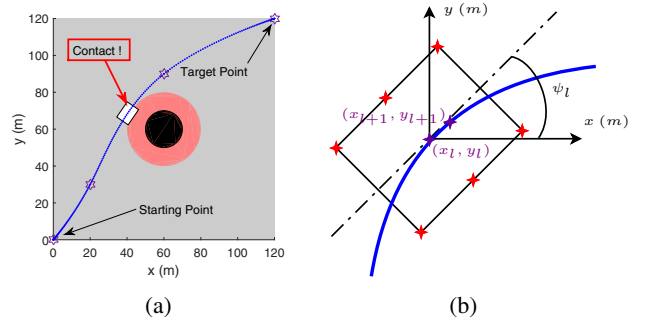 120
100
80
60
40
20
0
y (m)
Contact !
Target Point
Starting Point
0 20 40 60 80 100 120
x (m)
(a)
y (m)
ψ_l
(x_{l+1}, y_{l+1})
x (m)
(x_l, y_l)
(b)